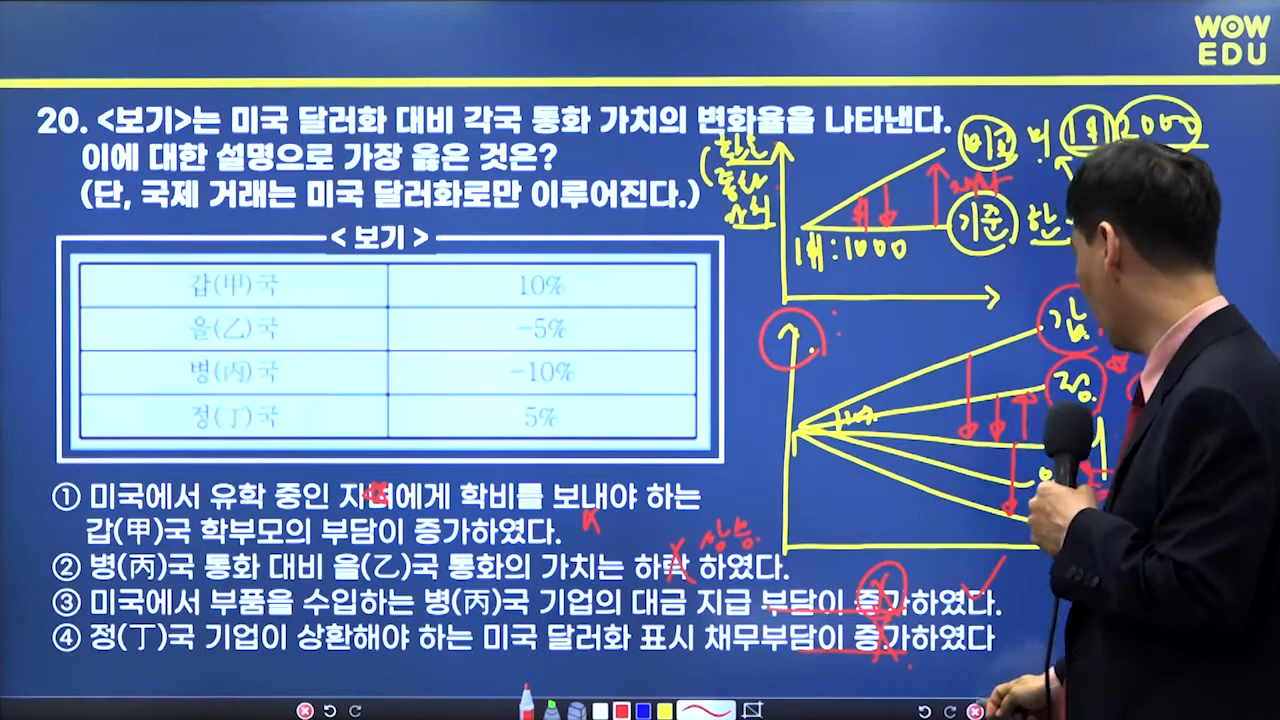 WOW
EDU
20. <보기>는 미국 달러화 대비 각국 통화 가치의 변화율을 나타낸다.
이에 대한 설명으로 가장 옳은 것은?
(단, 국제 거래는 미국 달러화로만 이루어진다.)
< 보기 >
갑(甲)국 10%
을(乙)국 -5%
병(丙)국 -10%
정(丁)국 5%
① 미국에서 유학 중인 자녀에게 학비를 보내야 하는
갑(甲)국 학부모의 부담이 증가하였다.
② 병(丙)국 통화 대비 을(乙)국 통화의 가치는 하락 하였다.
상승
③ 미국에서 부품을 수입하는 병(丙)국 기업의 대금 지급 부담이 증가하였다.
④ 정(丁)국 기업이 상환해야 하는 미국 달러화 표시 채무부담이 증가하였다
비교
2000
기준
1$:1000
갑
정